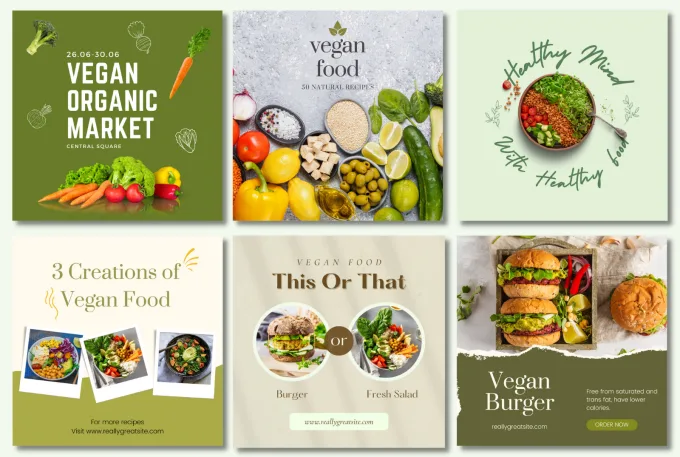 26.06-30.06
VEGAN
ORGANIC
MARKET
CENTRAL SQUARE
vegan
food
50 NATURAL RECIPES
Healthy Mind
With Healthy food
3 Creations of
Vegan Food
For more recipes
Visit www.reallygreatsite.com
VEGAN FOOD
This Or That
or
Burger
Fresh Salad
www.reallygreatsite.com
Vegan
Burger
reallygreatsite.com
Free from saturated and
trans fat, have lower
calories.
ORDER NOW